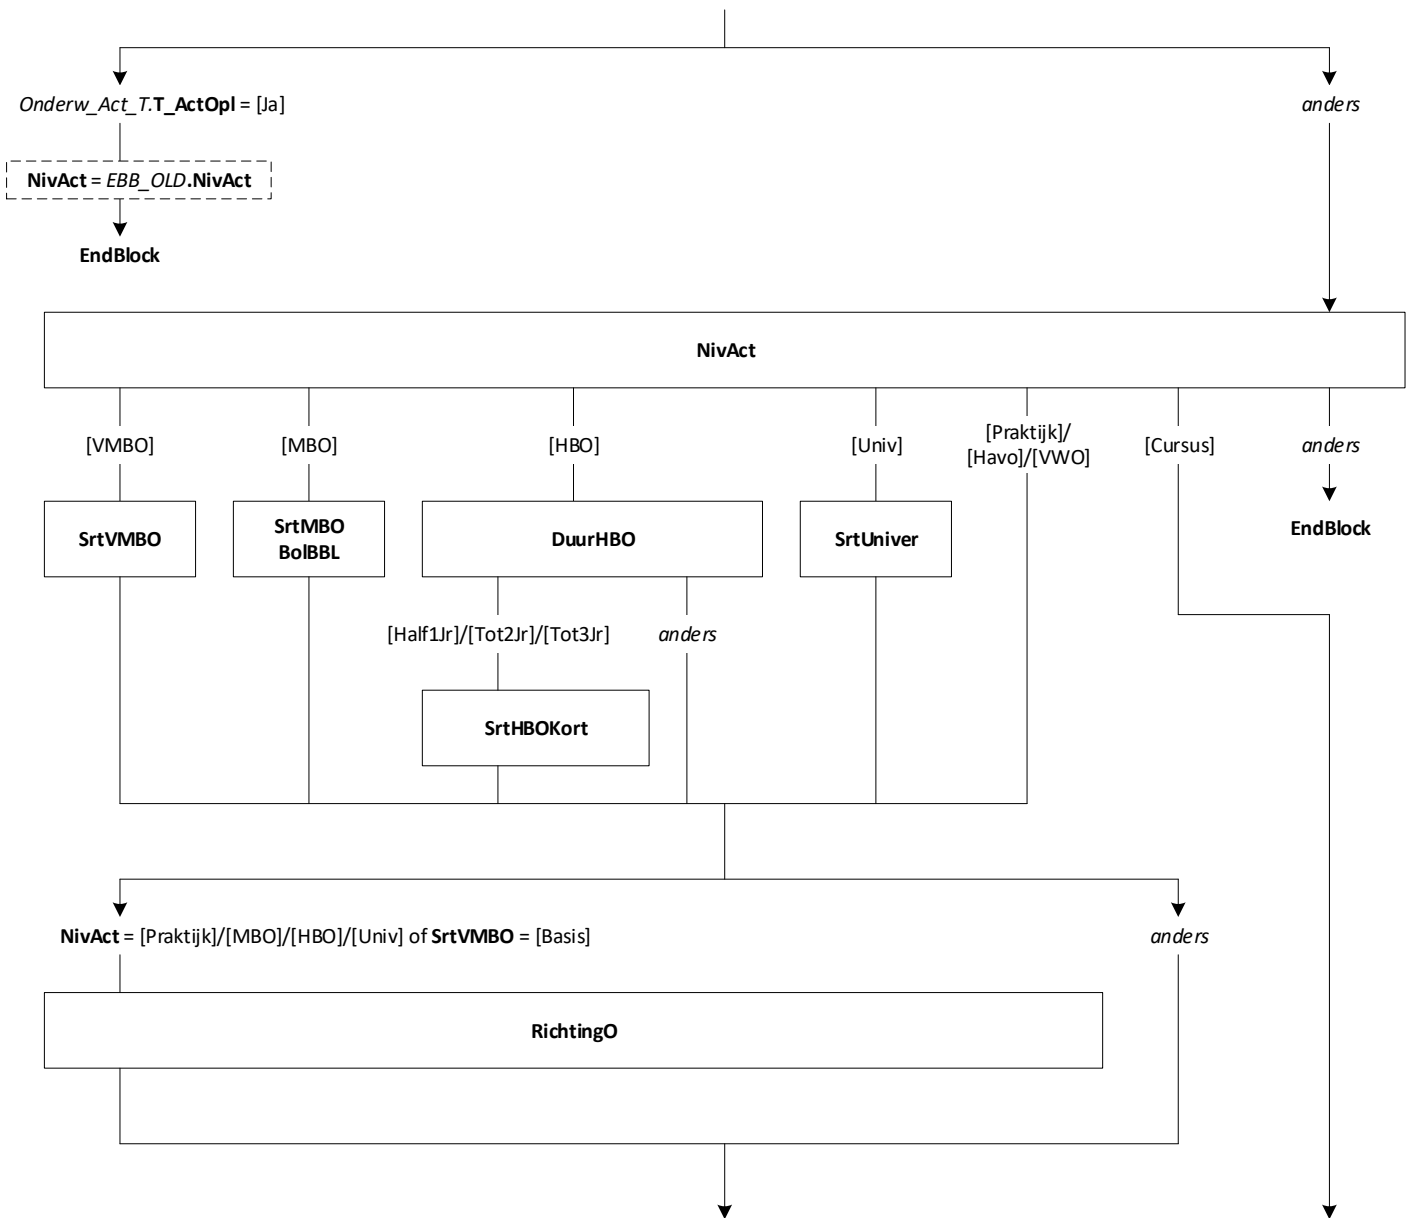 Onderw_Act_T.T_ActOpl = [Ja]
anders
NivAct = EBB_OLD.NivAct
EndBlock
NivAct
[VMBO]
[MBO]
[HBO]
[Univ]
[Praktijk]/
[Havo]/[VWO]
[Cursus]
anders
SrtVMBO
SrtMBO
BolBBL
DuurHBO
SrtUniver
EndBlock
[Half1Jr]/[Tot2Jr]/[Tot3Jr]
anders
SrtHBOKort
NivAct = [Praktijk]/[MBO]/[HBO]/[Univ] of SrtVMBO = [Basis]
anders
RichtingO